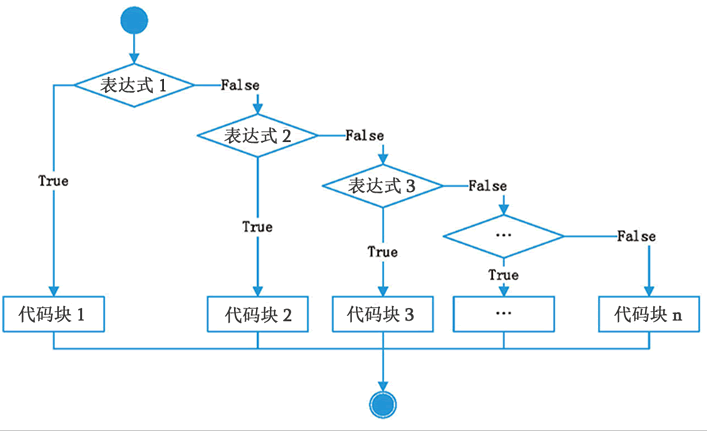 表达式 1
False
表达式 2
False
True
表达式 3
False
True
…
False
True
True
代码块 1
代码块 2
代码块 3
…
代码块 n